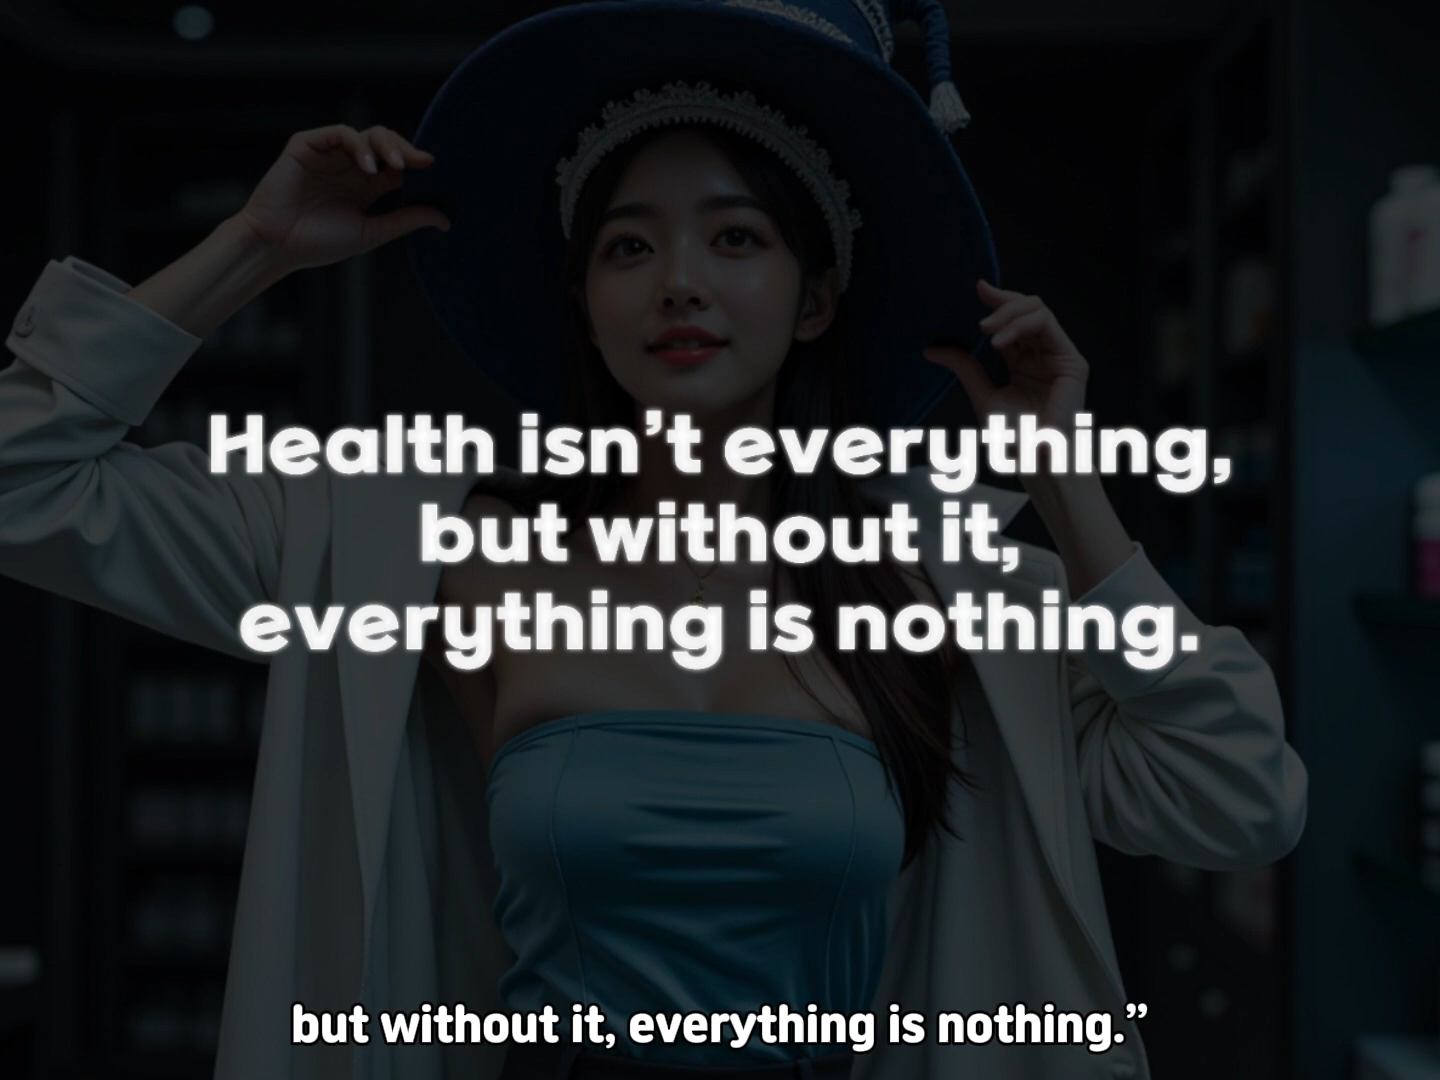 Health isn’t everything,
but without it,
everything is nothing.
but without it, everything is nothing.”